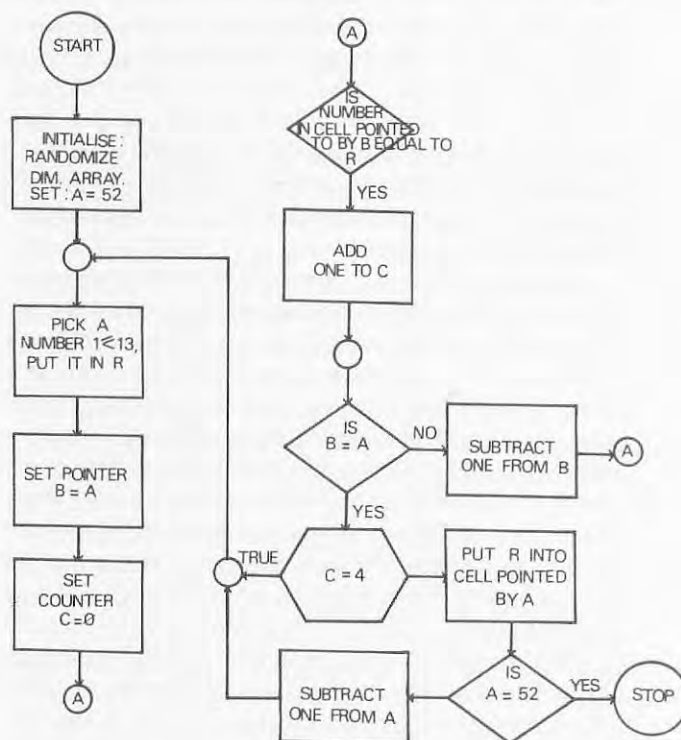 START
INITIALISE:
RANDOMIZE
DIM. ARRAY.
SET: A = 52
PICK A
NUMBER 1≤13,
PUT IT IN R
SET POINTER
B = A
SET
COUNTER
C=0
A
A
IS
NUMBER
IN CELL POINTED
TO BY B EQUAL TO
R
YES
ADD
ONE TO C
IS
B = A
NO
SUBTRACT
ONE FROM B
A
YES
TRUE
C = 4
PUT R INTO
CELL POINTED
BY A
IS
A = 52
YES
STOP
SUBTRACT
ONE FROM A